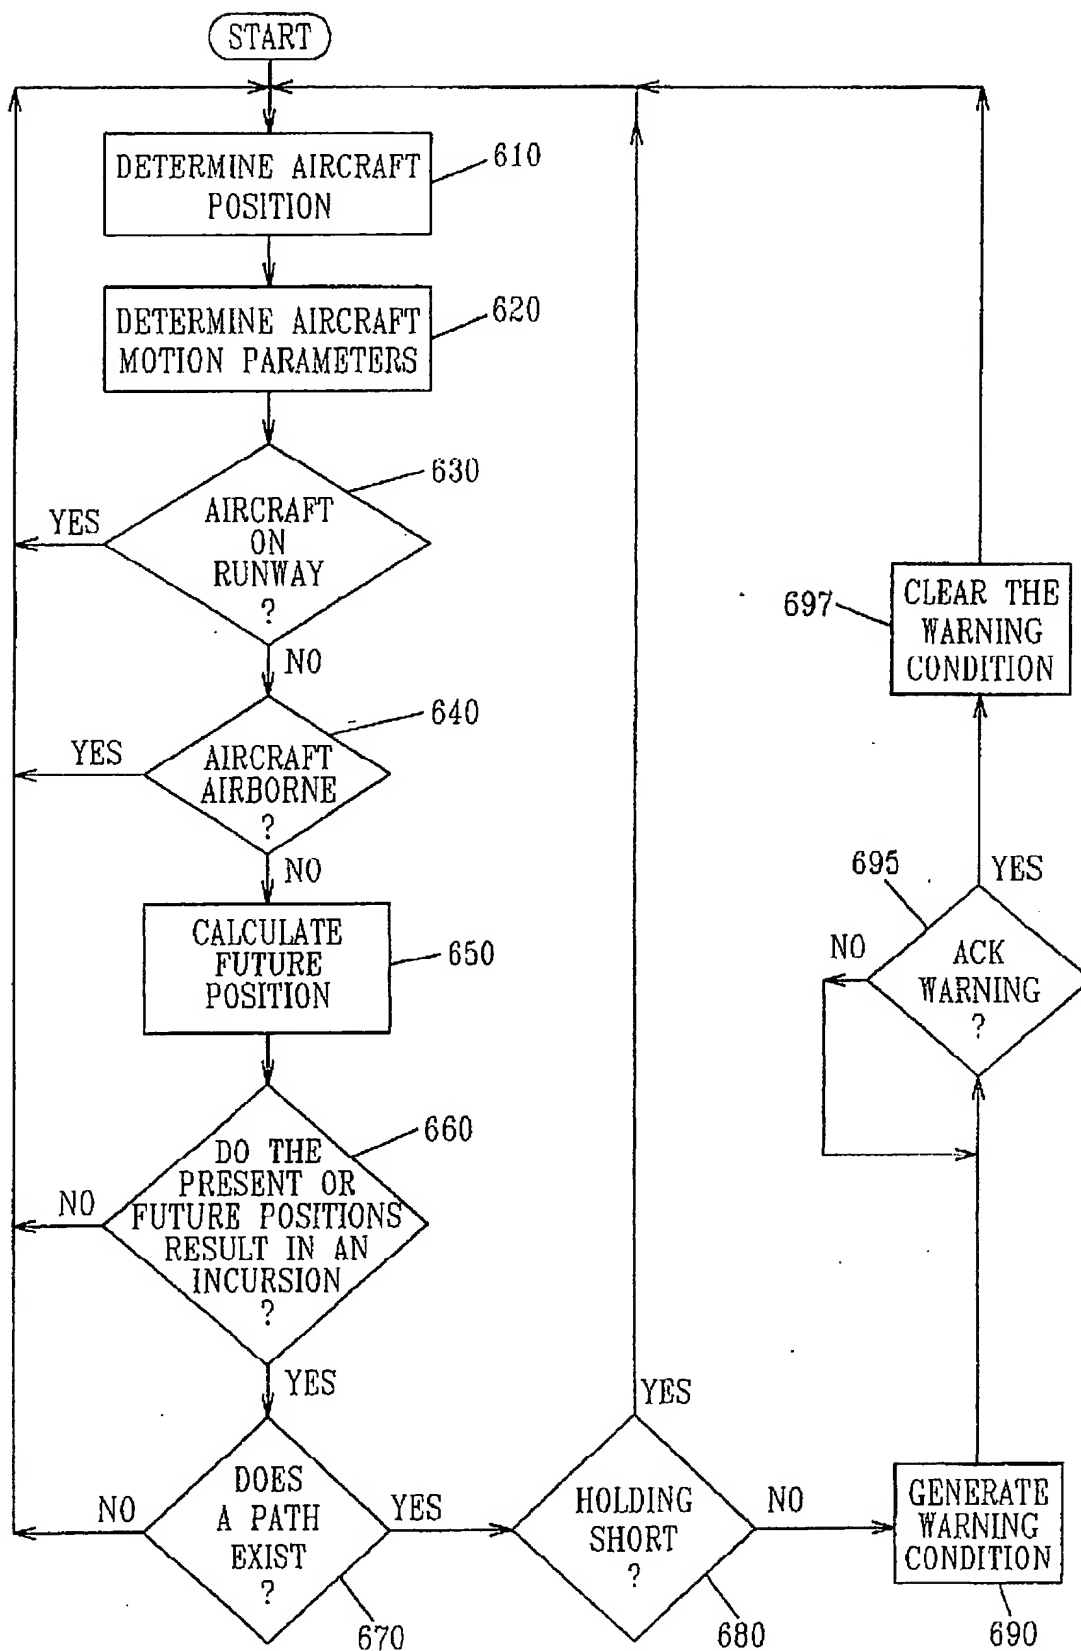 START
DETERMINE AIRCRAFT
POSITION
610
DETERMINE AIRCRAFT
MOTION PARAMETERS
620
630
AIRCRAFT
ON
RUNWAY
?
YES
NO
640
AIRCRAFT
AIRBORNE
?
YES
NO
CALCULATE
FUTURE
POSITION
650
660
DO THE
PRESENT OR
FUTURE POSITIONS
RESULT IN AN
INCURSION
?
NO
YES
DOES
A PATH
EXIST
?
NO
YES
670
HOLDING
SHORT
?
YES
NO
680
GENERATE
WARNING
CONDITION
690
695
ACK
WARNING
?
NO
YES
697
CLEAR THE
WARNING
CONDITION